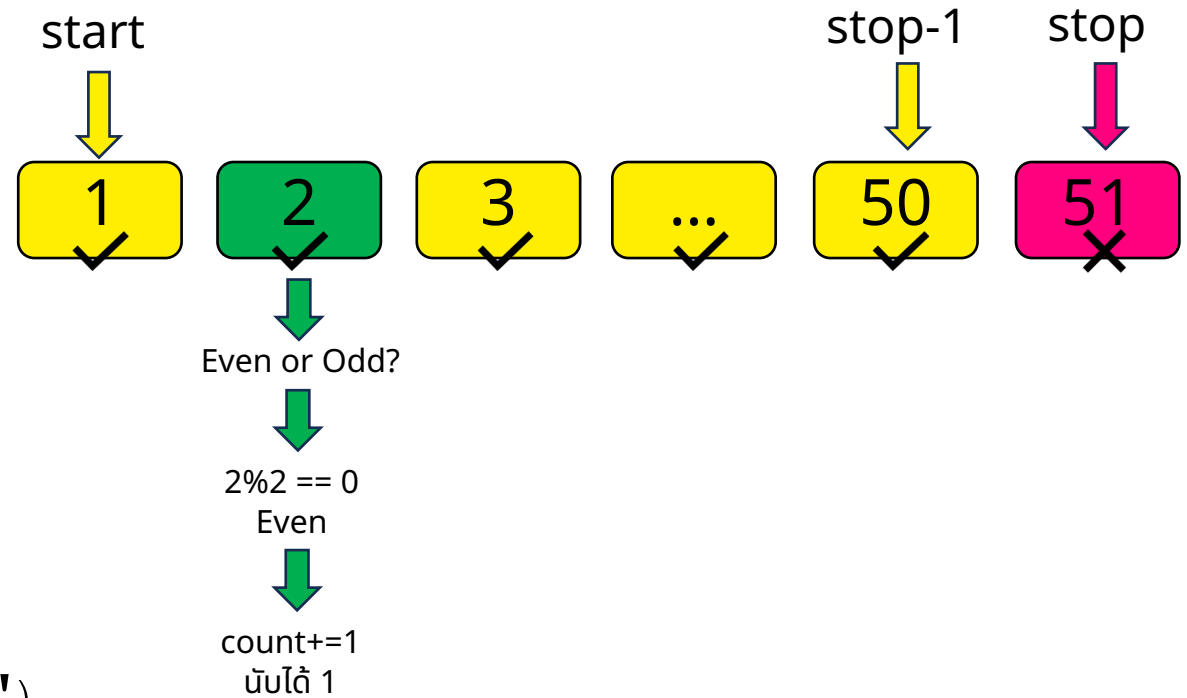 start stop-1 stop
1 2 3 ... 50 51
Even or Odd?
2%2 == 0
Even
count+=1
นับได้ 1
")